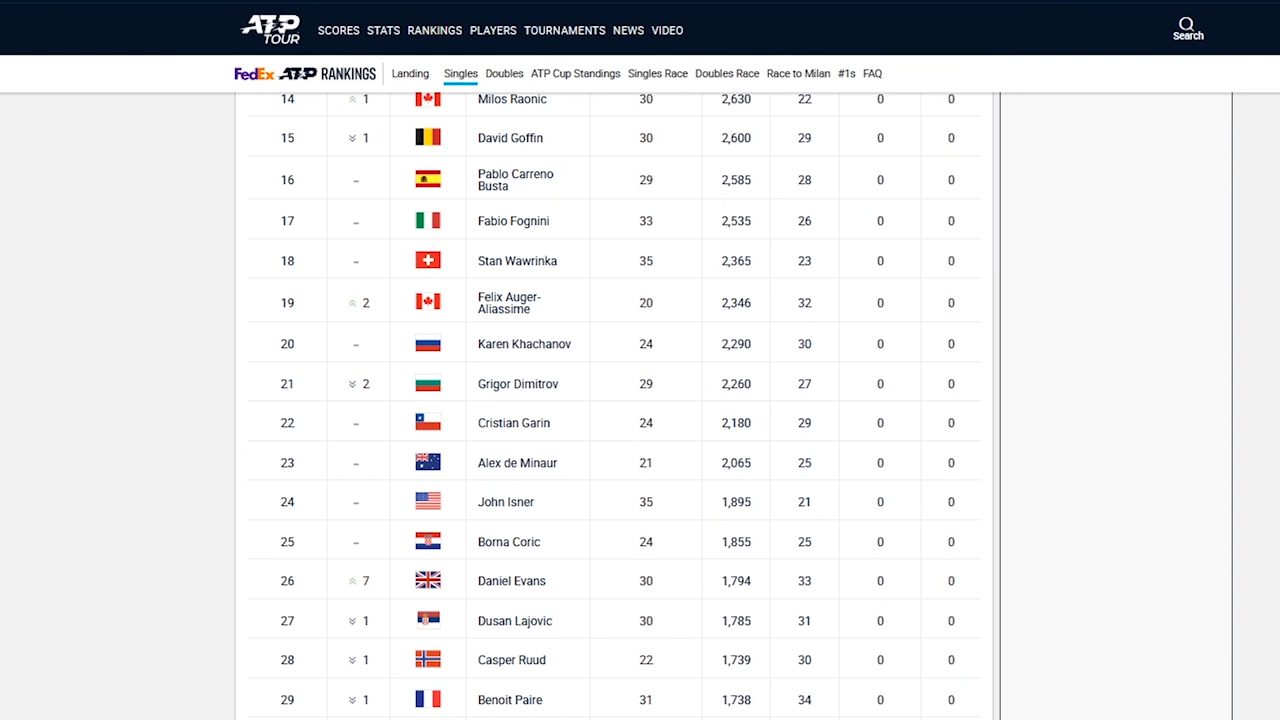 ATP TOUR SCORES STATS RANKINGS PLAYERS TOURNAMENTS NEWS VIDEO Search
FedEx ATP RANKINGS Landing Singles Doubles ATP Cup Standings Singles Race Doubles Race Race to Milan #1s FAQ
14 1 Milos Raonic 30 2,630 22 0 0
15 1 David Goffin 30 2,600 29 0 0
16 - Pablo Carreno Busta 29 2,585 28 0 0
17 - Fabio Fognini 33 2,535 26 0 0
18 - Stan Wawrinka 35 2,365 23 0 0
19 2 Felix Auger-Aliassime 20 2,346 32 0 0
20 - Karen Khachanov 24 2,290 30 0 0
21 2 Grigor Dimitrov 29 2,260 27 0 0
22 - Cristian Garin 24 2,180 29 0 0
23 - Alex de Minaur 21 2,065 25 0 0
24 - John Isner 35 1,895 21 0 0
25 - Borna Coric 24 1,855 25 0 0
26 7 Daniel Evans 30 1,794 33 0 0
27 1 Dusan Lajovic 30 1,785 31 0 0
28 1 Casper Ruud 22 1,739 30 0 0
29 1 Benoit Paire 31 1,738 34 0 0